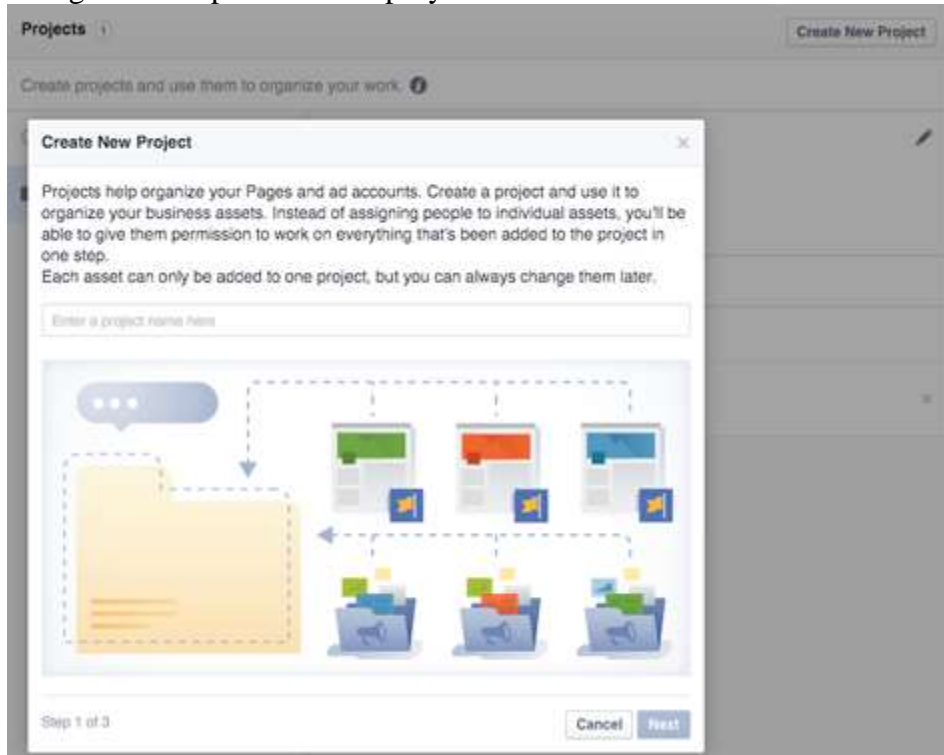 Projects
Create New Project
Create projects and use them to organize your work.
Create New Project
Projects help organize your Pages and ad accounts. Create a project and use it to
organize your business assets. Instead of assigning people to individual assets, you'll be
able to give them permission to work on everything that's been added to the project in
one step.
Each asset can only be added to one project, but you can always change them later.
Enter a project name here
Step 1 of 3
Cancel Next